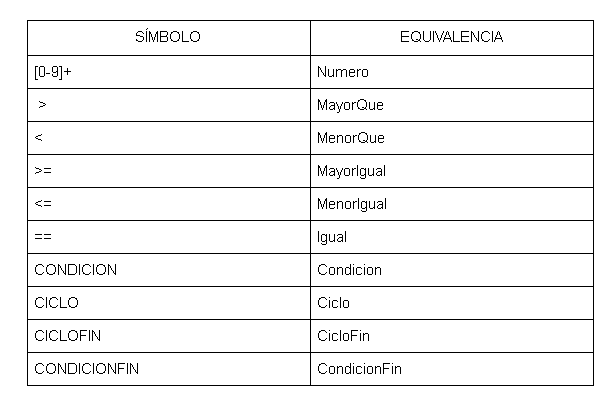 SÍMBOLO EQUIVALENCIA
[0-9]+ Numero
> MayorQue
< MenorQue
>= MayorIgual
<= MenorIgual
== Igual
CONDICION Condicion
CICLO Ciclo
CICLOFIN CicloFin
CONDICIONFIN CondicionFin